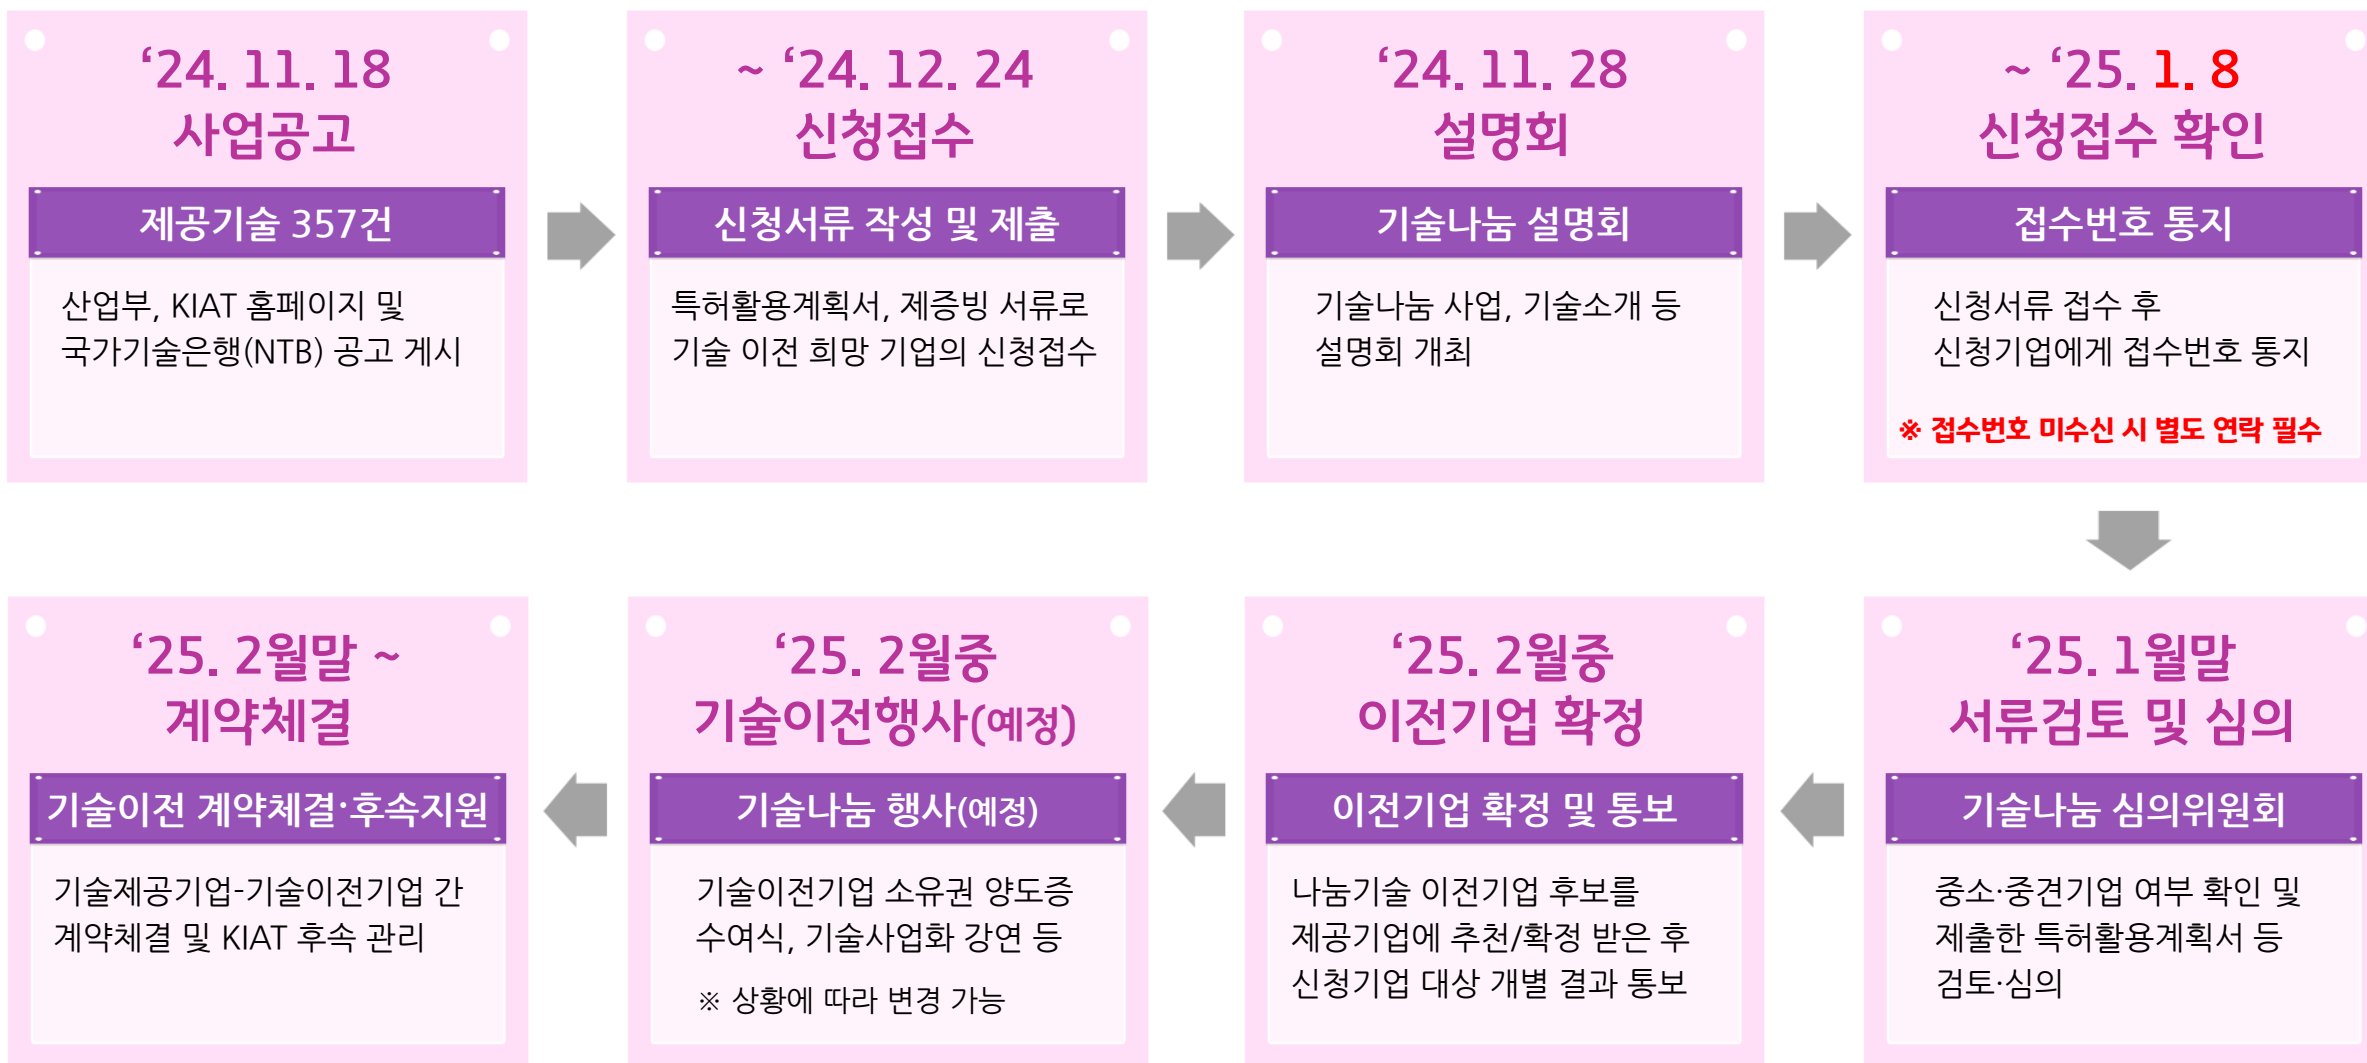 ‘24. 11. 18
사업공고
제공기술 357건
산업부, KIAT 홈페이지 및
국가기술은행(NTB) 공고 게시
~ ‘24. 12. 24
신청접수
신청서류 작성 및 제출
특허활용계획서, 제증빙 서류로
기술 이전 희망 기업의 신청접수
‘24. 11. 28
설명회
기술나눔 설명회
기술나눔 사업, 기술소개 등
설명회 개최
~ ‘25. 1. 8
신청접수 확인
접수번호 통지
신청서류 접수 후
신청기업에게 접수번호 통지
※ 접수번호 미수신 시 별도 연락 필수
‘25. 1월말
서류검토 및 심의
기술나눔 심의위원회
중소·중견기업 여부 확인 및
제출한 특허활용계획서 등
검토·심의
‘25. 2월중
이전기업 확정
이전기업 확정 및 통보
나눔기술 이전기업 후보를
제공기업에 추천/확정 받은 후
신청기업 대상 개별 결과 통보
‘25. 2월중
기술이전행사(예정)
기술나눔 행사(예정)
기술이전기업 소유권 양도증
수여식, 기술사업화 강연 등
※ 상황에 따라 변경 가능
‘25. 2월말 ~
계약체결
기술이전 계약체결·후속지원
기술제공기업-기술이전기업 간
계약체결 및 KIAT 후속 관리